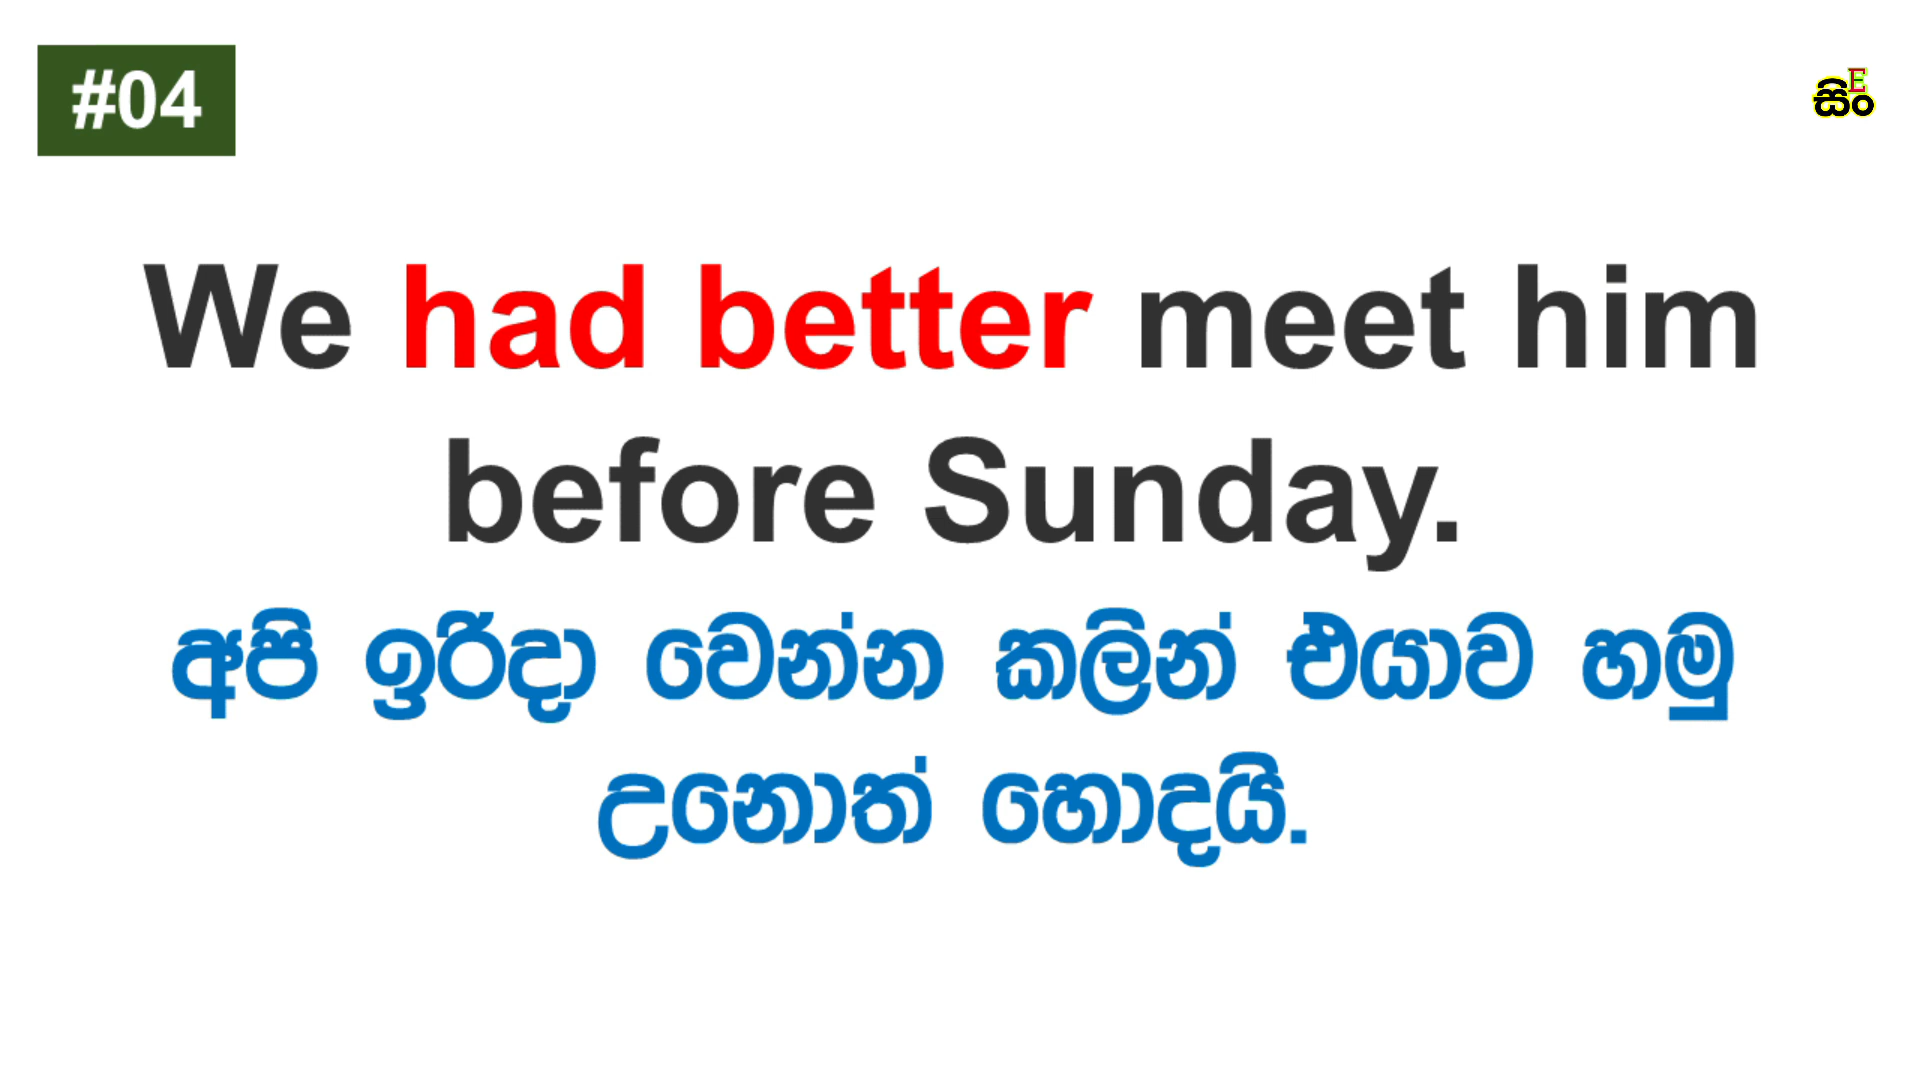 #04
සිං
E
We had better meet him
before Sunday.
අපි ඉරිදා වෙන්න කලින් එයාව හමු
උනොත් හොදයි.